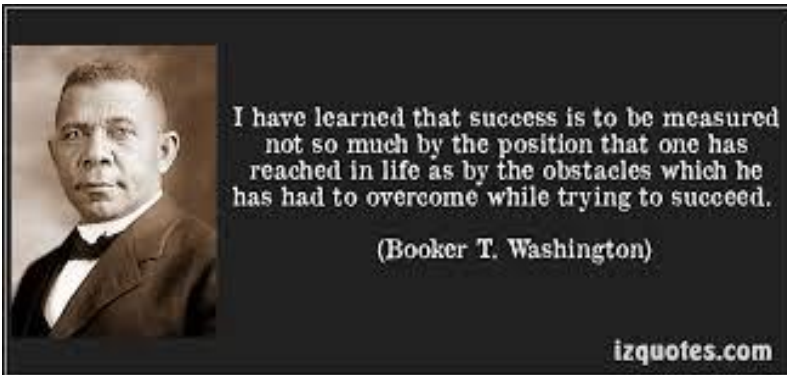 I have learned that success is to be measured
not so much by the position that one has
reached in life as by the obstacles which he
has had to overcome while trying to succeed.
(Booker T. Washington)
izquotes.com